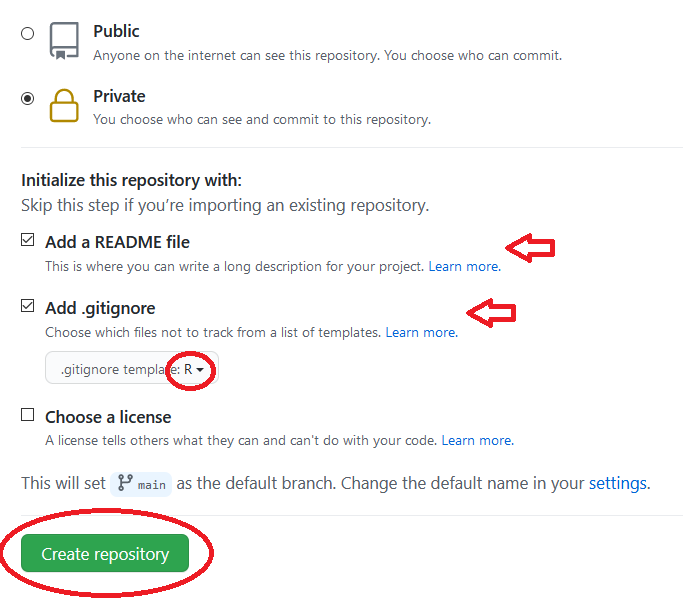 Public
Anyone on the internet can see this repository. You choose who can commit.
Private
You choose who can see and commit to this repository.
Initialize this repository with:
Skip this step if you're importing an existing repository.
Add a README file
This is where you can write a long description for your project. Learn more.
Add .gitignore
Choose which files not to track from a list of templates. Learn more.
.gitignore template: R
Choose a license
A license tells others what they can and can't do with your code. Learn more.
This will set main as the default branch. Change the default name in your settings.
Create repository